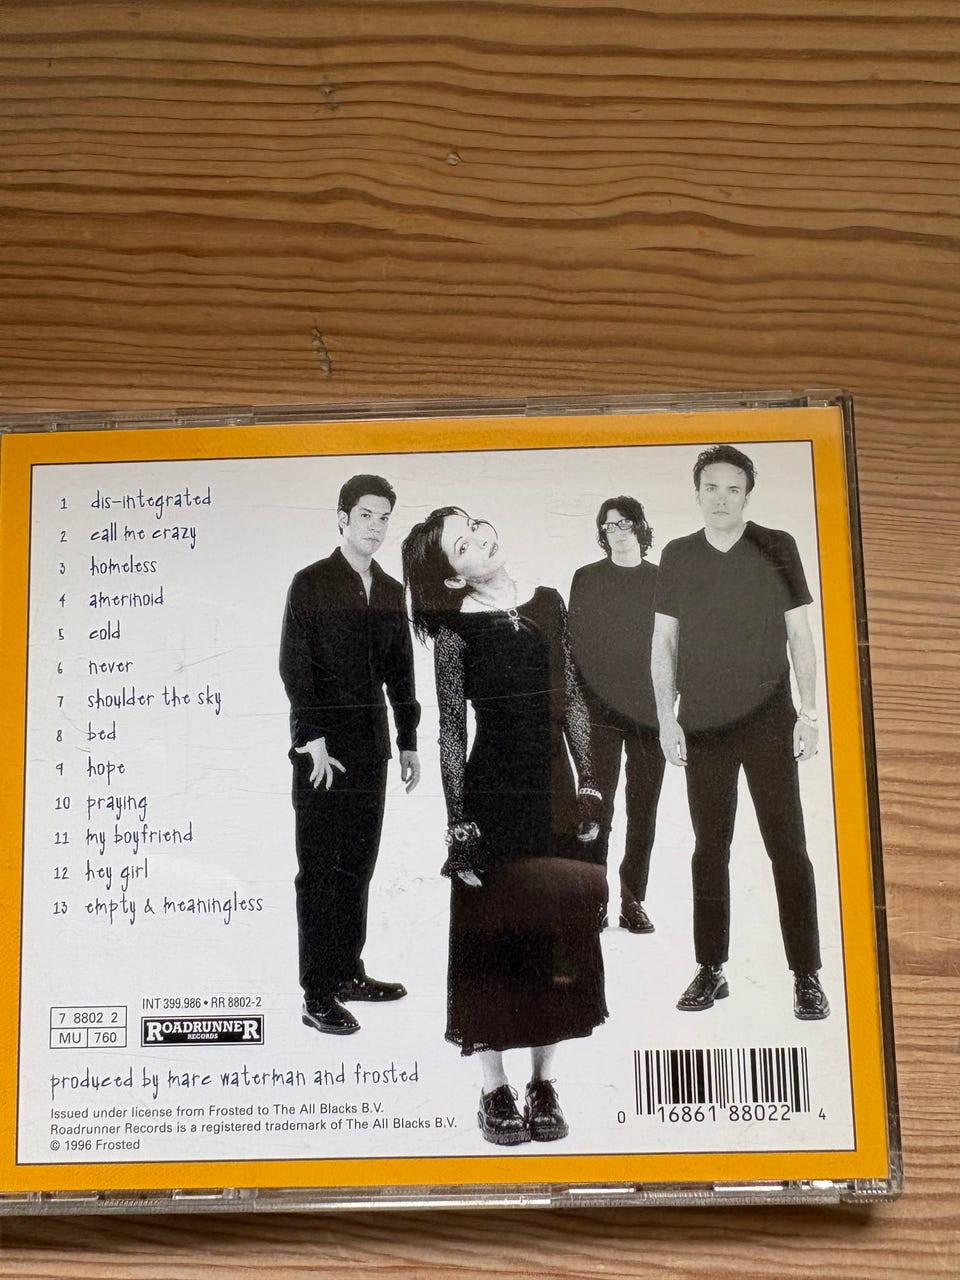 1 dis-integrated
2 call me crazy
3 homeless
4 amerinoid
5 cold
6 never
7 shoulder the sky
8 bed
9 hope
10 praying
11 my boyfriend
12 hey girl
13 empty & meaningless
INT 399.986 • RR 8802-2
7 8802 2
MU 760
ROADRUNNER
RECORDS
produced by marc waterman and frosted
Issued under license from Frosted to The All Blacks B.V.
Roadrunner Records is a registered trademark of The All Blacks B.V.
© 1996 Frosted
0 16861 88022 4